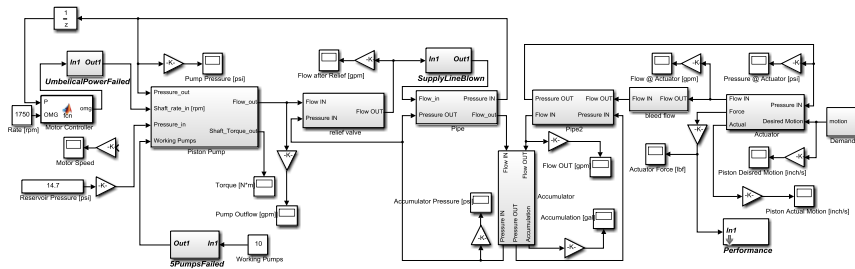 1
z
In1 Out1
UmbelicalPowerFailed
-K-
Pump Pressure [psi]
P
OMG
omg
fcn
1750
Rate [rpm]
Motor Controller
Motor Speed
-K-
14.7
Reservoir Pressure [psi]
-K-
Pressure_out
Shaft_rate_in [rpm]
Pressure_in
Working Pumps
Flow_out
Shaft_Torque_out
Piston Pump
Torque [N*m]
-K-
Pump Outflow [gpm]
Out1 In1
5PumpsFailed
10
Working Pumps
Flow after Relief [gpm]
-K-
Flow IN
Pressure IN
Flow OUT
relief valve
In1 Out1
SupplyLineBlown
Flow_in
Pressure OUT
Pressure IN
Flow_out
Pipe
Accumulator Pressure [psi]
-K-
Flow IN
Flow OUT
Pressure IN
Pressure OUT
Accumulation
Accumulator
Accumulation [gal]
-K-
-K-
Flow OUT [gpm]
Pressure OUT
Flow IN
Flow OUT
Pressure IN
Pipe2
Flow @ Actuator [gpm]
-K-
Flow IN Flow OUT
bleed flow
Pressure @ Actuator [psi]
-K-
Flow IN
Force
Actual
Pressure IN
Desired Motion
Actuator
motion
Demand
-K-
Actuator Force [lbf]
-K-
Piston Deisred Motion [inch/s]
-K-
Piston Actual Motion [inch/s]
In1
Performance